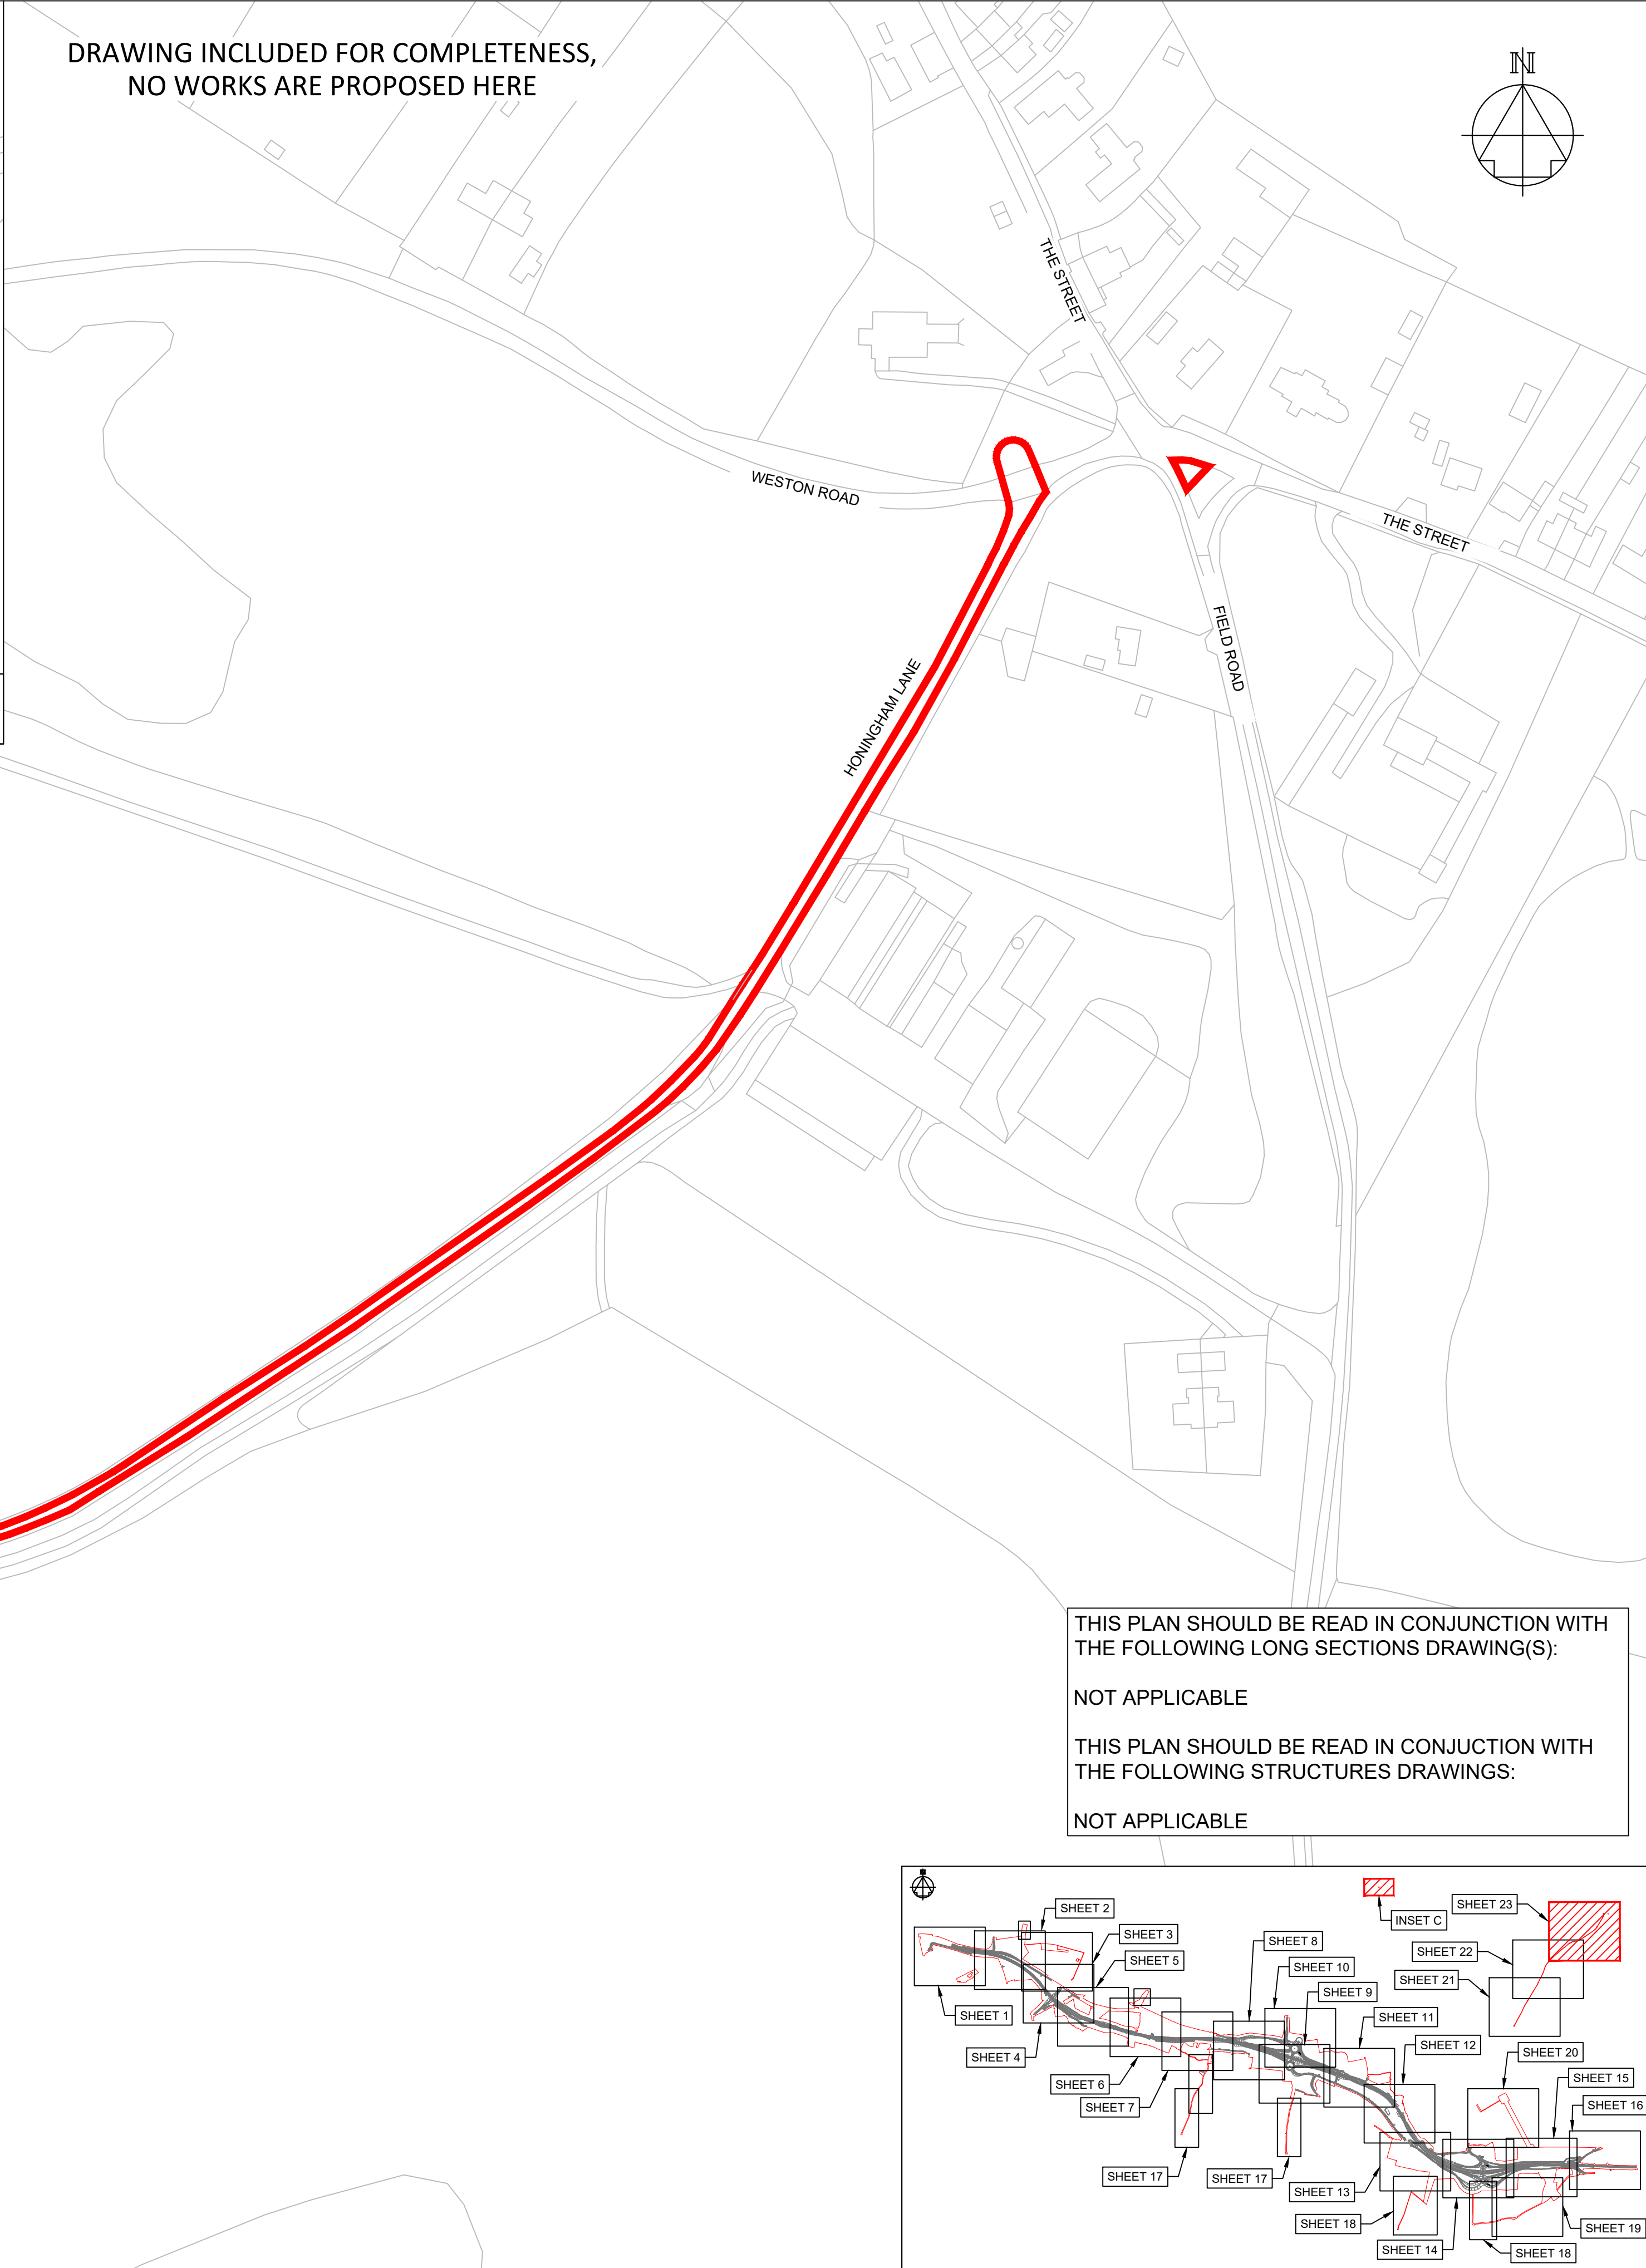 DRAWING INCLUDED FOR COMPLETENESS,
NO WORKS ARE PROPOSED HERE
N
THE STREET
WESTON ROAD
THE STREET
FIELD ROAD
HONINGHAM LANE
THIS PLAN SHOULD BE READ IN CONJUNCTION WITH
THE FOLLOWING LONG SECTIONS DRAWING(S):
NOT APPLICABLE
THIS PLAN SHOULD BE READ IN CONJUCTION WITH
THE FOLLOWING STRUCTURES DRAWINGS:
NOT APPLICABLE
SHEET 2
SHEET 23
INSET C
SHEET 3
SHEET 8
SHEET 22
SHEET 5
SHEET 10
SHEET 21
SHEET 9
SHEET 1
SHEET 11
SHEET 12
SHEET 4
SHEET 20
SHEET 6
SHEET 15
SHEET 7
SHEET 16
SHEET 17
SHEET 17
SHEET 13
SHEET 18
SHEET 19
SHEET 14
SHEET 18